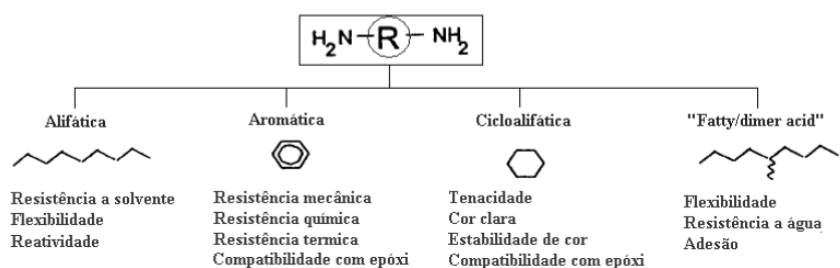 H2N-R-NH2
Alifática
Resistência a solvente
Flexibilidade
Reatividade
Aromática
Resistência mecânica
Resistência química
Resistência termica
Compatibilidade com epóxi
Cicloalifática
Tenacidade
Cor clara
Estabilidade de cor
Compatibilidade com epóxi
"Fatty/dimer acid"
Flexibilidade
Resistência a água
Adesão